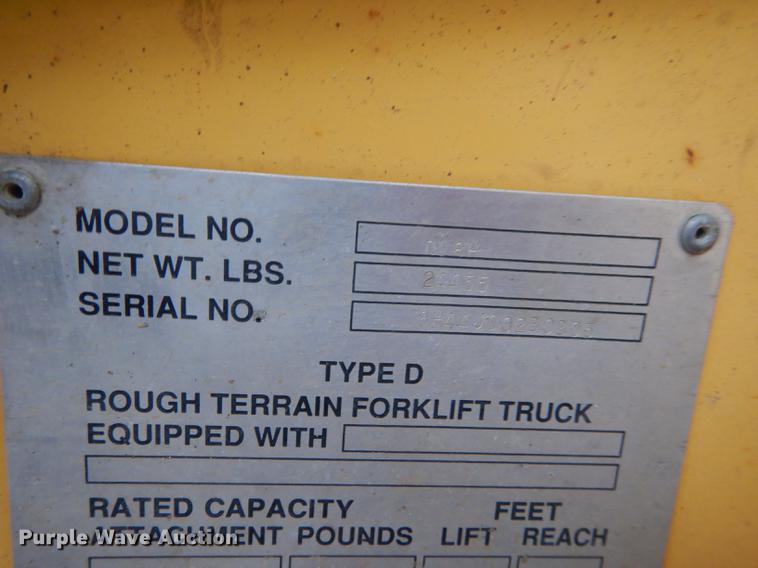 MODEL NO.
NET WT. LBS.
SERIAL NO.
TYPE D
ROUGH TERRAIN FORKLIFT TRUCK
EQUIPPED WITH
RATED CAPACITY FEET
ATTACHMENT POUNDS LIFT REACH
Purple Wave Auction